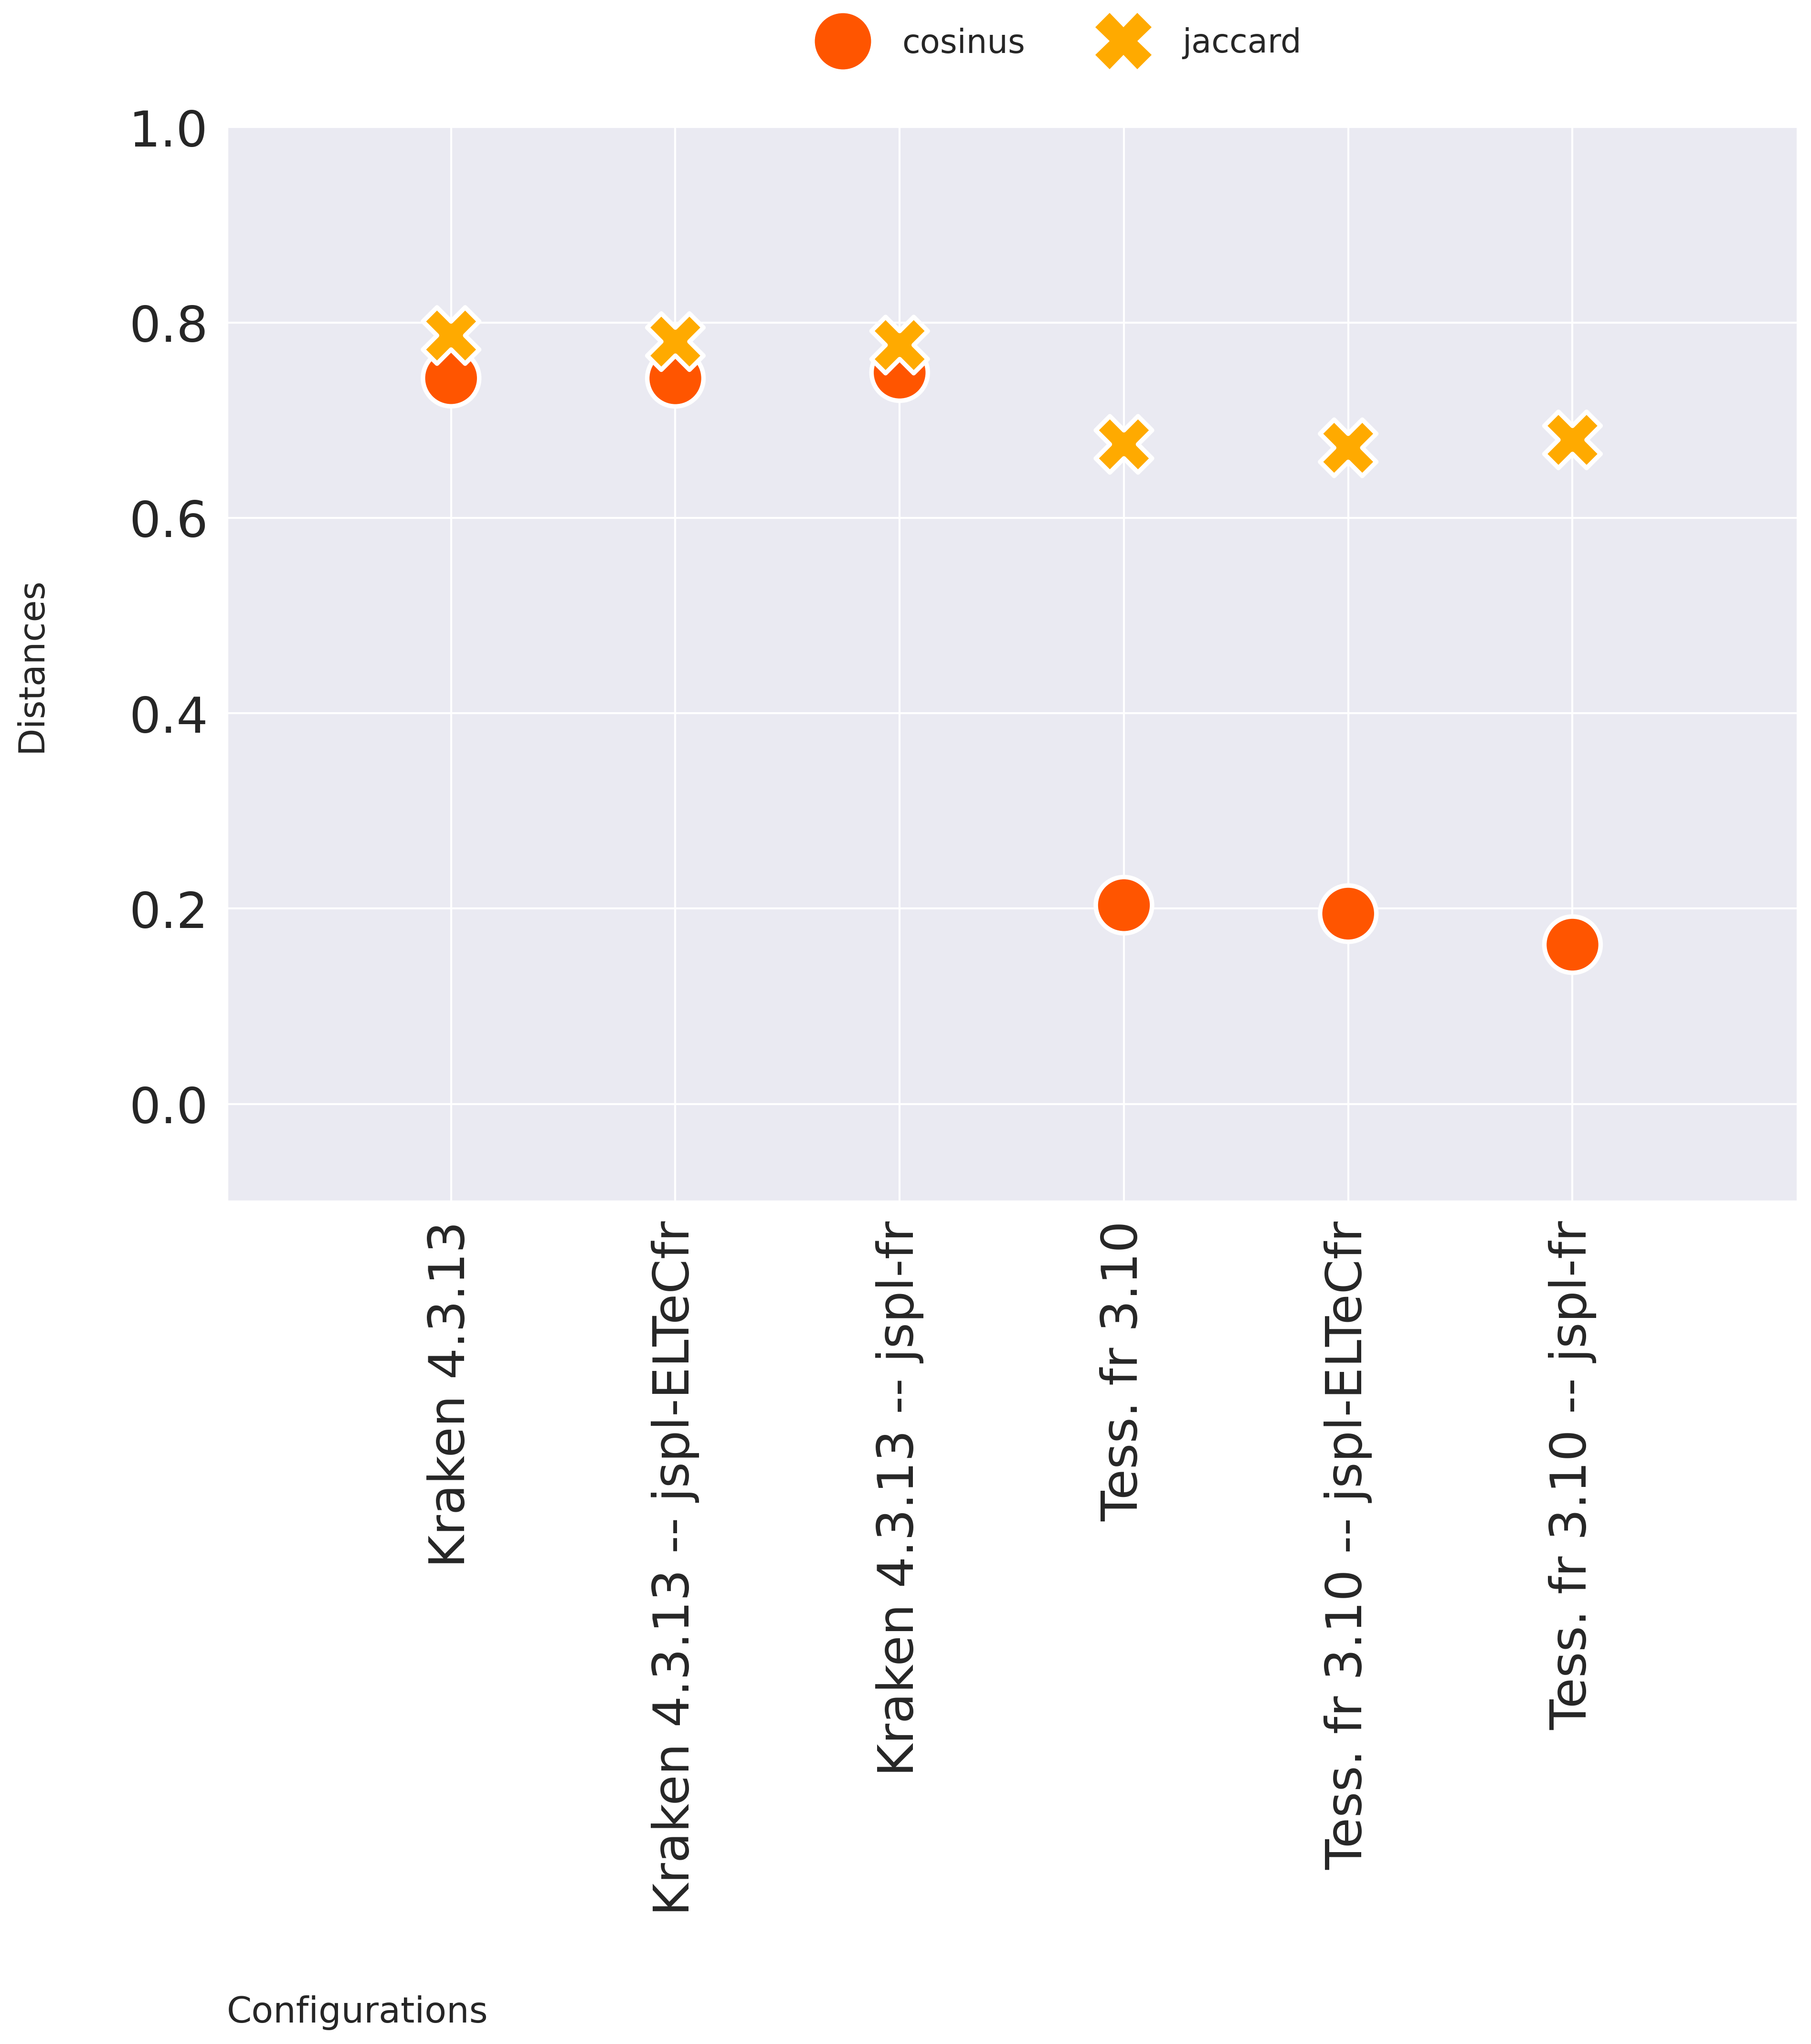 cosinus
jaccard
1.0
0.8
0.6
0.4
0.2
0.0
Distances
Kraken 4.3.13
Kraken 4.3.13 -- jspl-ELTeCfr
Kraken 4.3.13 -- jspl-fr
Tess. fr 3.10
Tess. fr 3.10 -- jspl-ELTeCfr
Tess. fr 3.10 -- jspl-fr
Configurations